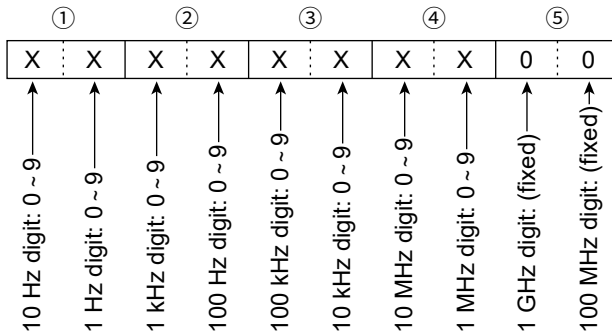 ① ② ③ ④ ⑤
X X X X X X X X 0 0
10 Hz digit: 0 ~ 9
1 Hz digit: 0 ~ 9
1 kHz digit: 0 ~ 9
100 Hz digit: 0 ~ 9
100 kHz digit: 0 ~ 9
10 kHz digit: 0 ~ 9
10 MHz digit: 0 ~ 9
1 MHz digit: 0 ~ 9
1 GHz digit: (fixed)
100 MHz digit: (fixed)